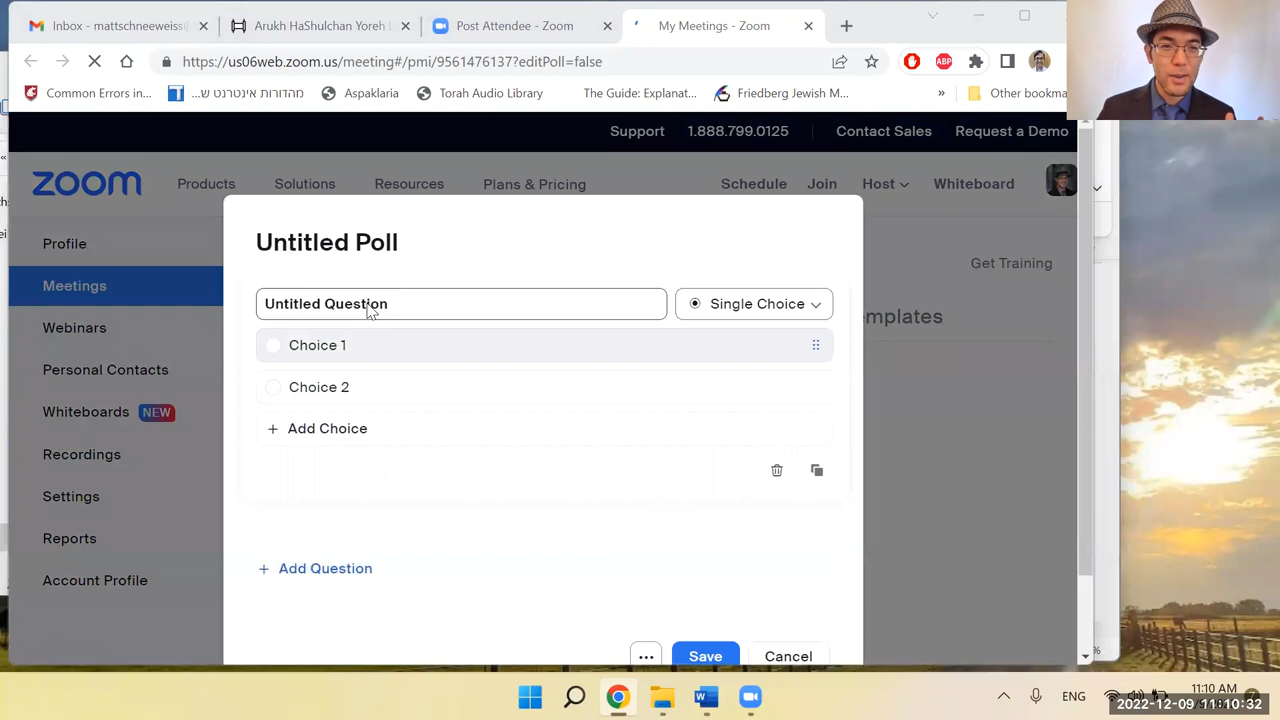 Inbox - mattschneeweiss@
Arukh HaShulchan Yoreh
Post Attendee - Zoom
My Meetings - Zoom
https://us06web.zoom.us/meeting#/pmi/9561476137?editPoll=false
ABP
Common Errors in...
מהדורות אינטרנט ש...
Aspaklaria
Torah Audio Library
The Guide: Explanat...
Friedberg Jewish M...
»
Other bookma
Support 1.888.799.0125 Contact Sales Request a Demo
zoom Products Solutions Resources Plans & Pricing Schedule Join Host Whiteboard
Profile
Meetings
Webinars
Personal Contacts
Whiteboards NEW
Recordings
Settings
Reports
Account Profile
Untitled Poll
Untitled Question Single Choice
Choice 1
Choice 2
+ Add Choice
+ Add Question
... Save Cancel
Get Training
emplates
ENG
11:10 AM
2022-12-09 11:10:32